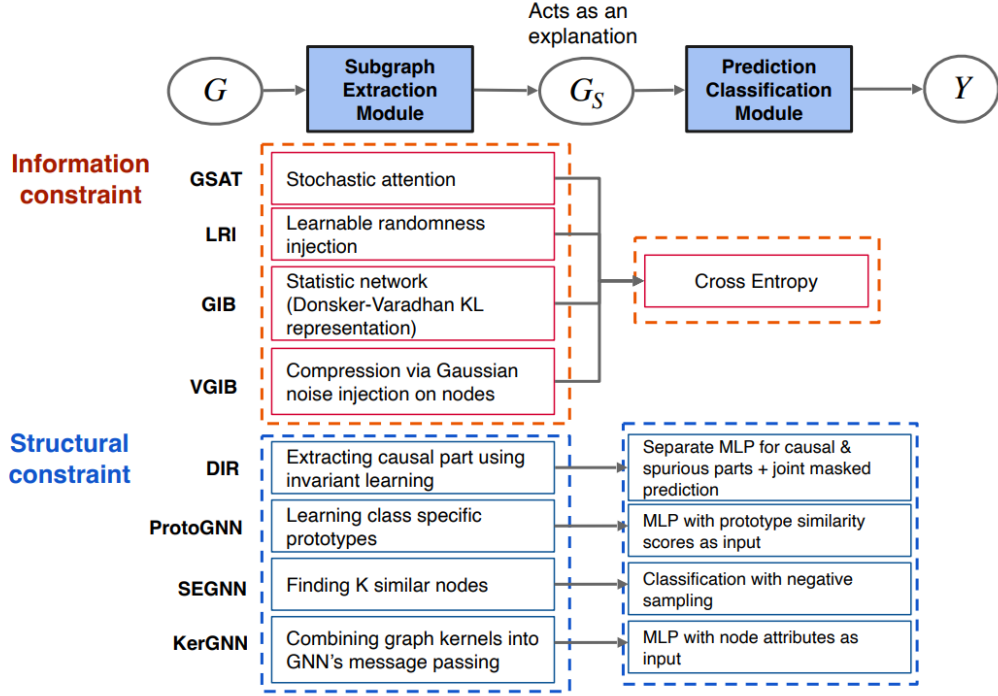 Acts as an
explanation
G
Subgraph
Extraction
Module
G_S
Prediction
Classification
Module
Y
Information
constraint
GSAT
Stochastic attention
LRI
Learnable randomness
injection
GIB
Statistic network
(Donsker-Varadhan KL
representation)
VGIB
Compression via Gaussian
noise injection on nodes
Cross Entropy
Structural
constraint
DIR
Extracting causal part using
invariant learning
Separate MLP for causal &
spurious parts + joint masked
prediction
ProtoGNN
Learning class specific
prototypes
MLP with prototype similarity
scores as input
SEGNN
Finding K similar nodes
Classification with negative
sampling
KerGNN
Combining graph kernels into
GNN's message passing
MLP with node attributes as
input